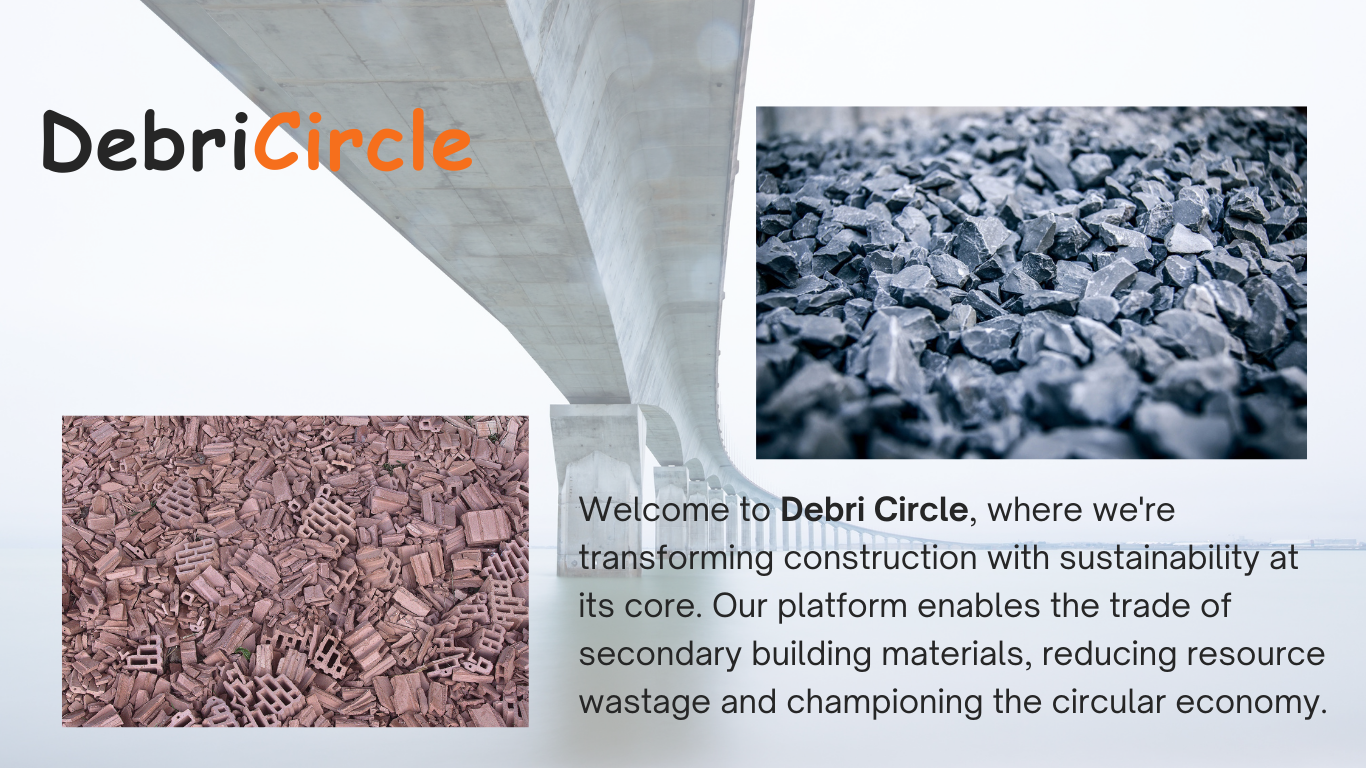 DebriCircle
Welcome to Debri Circle, where we're
transforming construction with sustainability at
its core. Our platform enables the trade of
secondary building materials, reducing resource
wastage and championing the circular economy.